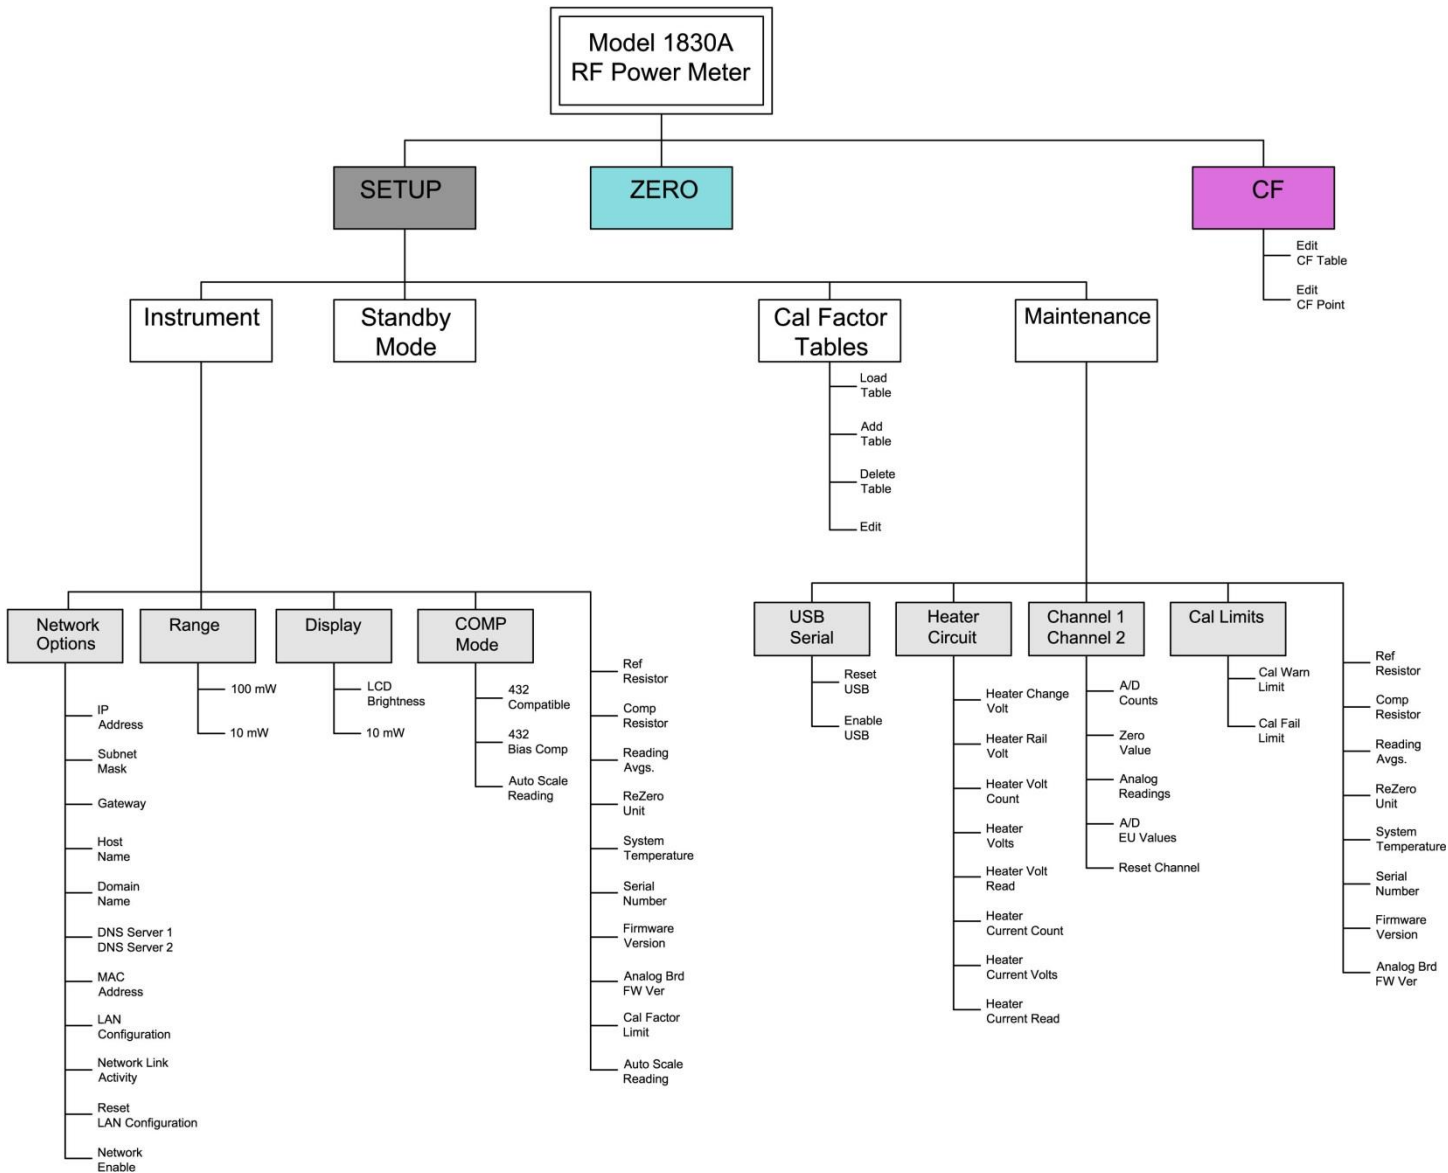 Model 1830A
RF Power Meter
SETUP
ZERO
CF
Edit
CF Table
Edit
CF Point
Instrument
Standby
Mode
Cal Factor
Tables
Maintenance
Load
Table
Add
Table
Delete
Table
Edit
Network
Options
Range
Display
COMP
Mode
IP
Address
Subnet
Mask
Gateway
Host
Name
Domain
Name
DNS Server 1
DNS Server 2
MAC
Address
LAN
Configuration
Network Link
Activity
Reset
LAN Configuration
Network
Enable
100 mW
10 mW
LCD
Brightness
10 mW
432
Compatible
432
Bias Comp
Auto Scale
Reading
Ref
Resistor
Comp
Resistor
Reading
Avgs.
ReZero
Unit
System
Temperature
Serial
Number
Firmware
Version
Analog Brd
FW Ver
Cal Factor
Limit
Auto Scale
Reading
USB
Serial
Heater
Circuit
Channel 1
Channel 2
Cal Limits
Reset
USB
Enable
USB
Heater Change
Volt
Heater Rail
Volt
Heater Volt
Count
Heater
Volts
Heater Volt
Read
Heater
Current Count
Heater
Current Volts
Heater
Current Read
A/D
Counts
Zero
Value
Analog
Readings
A/D
EU Values
Reset Channel
Cal Warn
Limit
Cal Fail
Limit
Ref
Resistor
Comp
Resistor
Reading
Avgs.
ReZero
Unit
System
Temperature
Serial
Number
Firmware
Version
Analog Brd
FW Ver